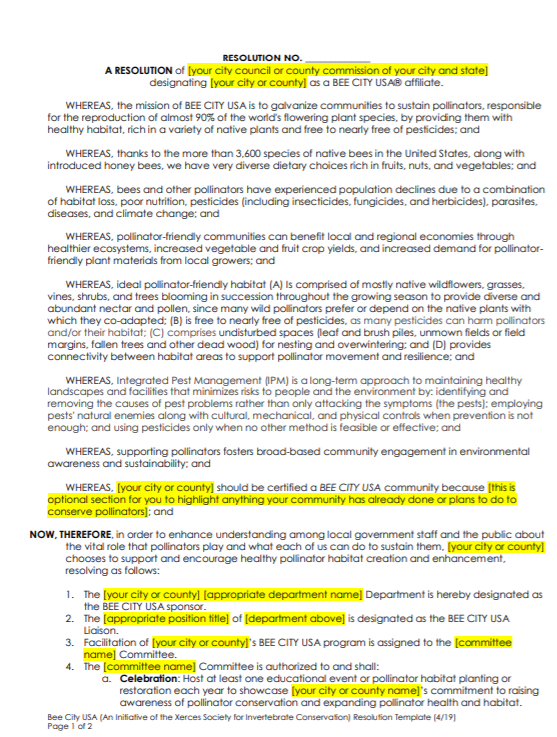 RESOLUTION NO. ______________
A RESOLUTION of [your city council or county commission of your city and state]
designating [your city or county] as a BEE CITY USA® affiliate.
WHEREAS, the mission of BEE CITY USA is to galvanize communities to sustain pollinators, responsible
for the reproduction of almost 90% of the world's flowering plant species, by providing them with
healthy habitat, rich in a variety of native plants and free to nearly free of pesticides; and
WHEREAS, thanks to the more than 3,600 species of native bees in the United States, along with
introduced honey bees, we have very diverse dietary choices rich in fruits, nuts, and vegetables; and
WHEREAS, bees and other pollinators have experienced population declines due to a combination
of habitat loss, poor nutrition, pesticides (including insecticides, fungicides, and herbicides), parasites,
diseases, and climate change; and
WHEREAS, pollinator-friendly communities can benefit local and regional economies through
healthier ecosystems, increased vegetable and fruit crop yields, and increased demand for pollinator-
friendly plant materials from local growers; and
WHEREAS, ideal pollinator-friendly habitat (A) Is comprised of mostly native wildflowers, grasses,
vines, shrubs, and trees blooming in succession throughout the growing season to provide diverse and
abundant nectar and pollen, since many wild pollinators prefer or depend on the native plants with
which they co-adapted; (B) is free to nearly free of pesticides, as many pesticides can harm pollinators
and/or their habitat; (C) comprises undisturbed spaces (leaf and brush piles, unmown fields or field
margins, fallen trees and other dead wood) for nesting and overwintering; and (D) provides
connectivity between habitat areas to support pollinator movement and resilience; and
WHEREAS, Integrated Pest Management (IPM) is a long-term approach to maintaining healthy
landscapes and facilities that minimizes risks to people and the environment by: identifying and
removing the causes of pest problems rather than only attacking the symptoms (the pests); employing
pests' natural enemies along with cultural, mechanical, and physical controls when prevention is not
enough; and using pesticides only when no other method is feasible or effective; and
WHEREAS, supporting pollinators fosters broad-based community engagement in environmental
awareness and sustainability; and
WHEREAS, [your city or county] should be certified a BEE CITY USA community because [this is
optional section for you to highlight anything your community has already done or plans to do to
conserve pollinators]; and
NOW, THEREFORE, in order to enhance understanding among local government staff and the public about
the vital role that pollinators play and what each of us can do to sustain them, [your city or county]
chooses to support and encourage healthy pollinator habitat creation and enhancement,
resolving as follows:
1. The [your city or county] [appropriate department name] Department is hereby designated as
the BEE CITY USA sponsor.
2. The [appropriate position title] of [department above] is designated as the BEE CITY USA
Liaison.
3. Facilitation of [your city or county]'s BEE CITY USA program is assigned to the [committee
name] Committee.
4. The [committee name] Committee is authorized to and shall:
a. Celebration: Host at least one educational event or pollinator habitat planting or
restoration each year to showcase [your city or county name]'s commitment to raising
awareness of pollinator conservation and expanding pollinator health and habitat.
Bee City USA (An Initiative of the Xerces Society for Invertebrate Conservation) Resolution Template (4/19)
Page 1 of 2